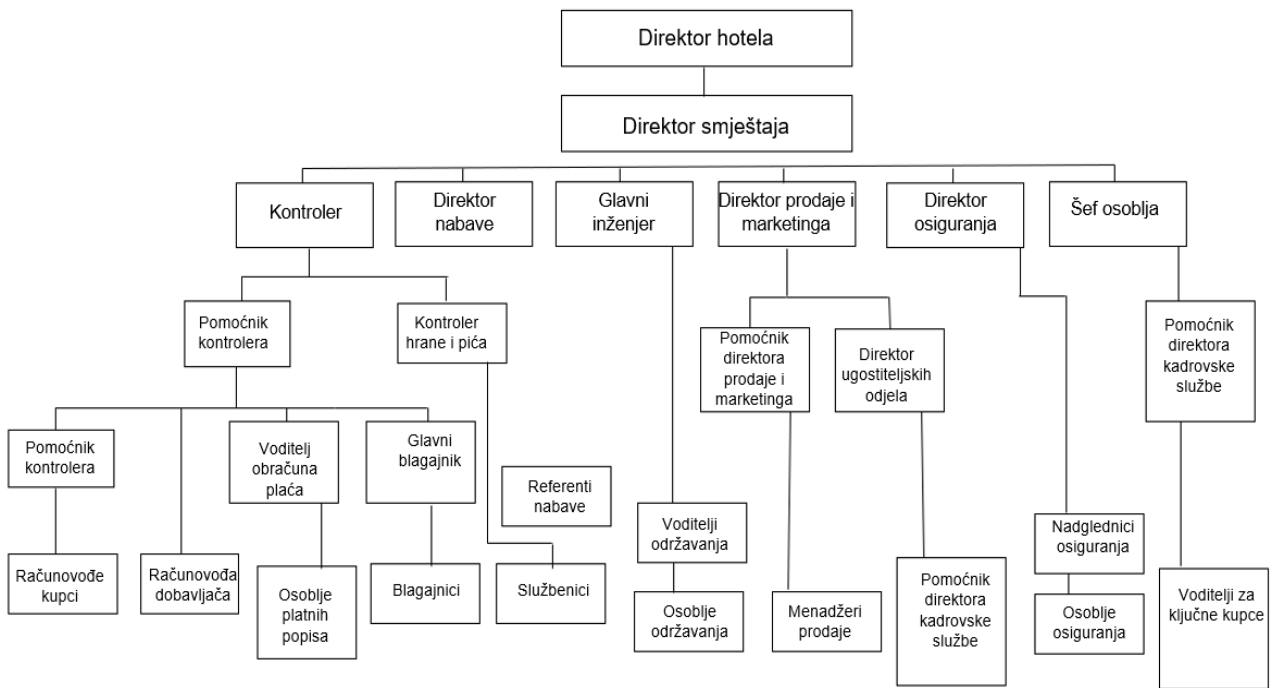 Direktor hotela
Direktor smještaja
Kontroler
Direktor
nabave
Glavni
inženjer
Direktor prodaje i
marketinga
Direktor
osiguranja
Šef osoblja
Pomoćnik
kontrolera
Kontroler
hrane i pića
Pomoćnik
direktora
prodaje i
marketinga
Direktor
ugostiteljskih
odjela
Pomoćnik
direktora
kadrovske
službe
Pomoćnik
kontrolera
Voditelj
obračuna
plaća
Glavni
blagajnik
Referenti
nabave
Voditelji
održavanja
Nadglednici
osiguranja
Računovođe
kupci
Računovođa
dobavljača
Osoblje
platnih
popisa
Blagajnici
Službenici
Osoblje
održavanja
Menadžeri
prodaje
Pomoćnik
direktora
kadrovske
službe
Osoblje
osiguranja
Voditelji za
ključne kupce